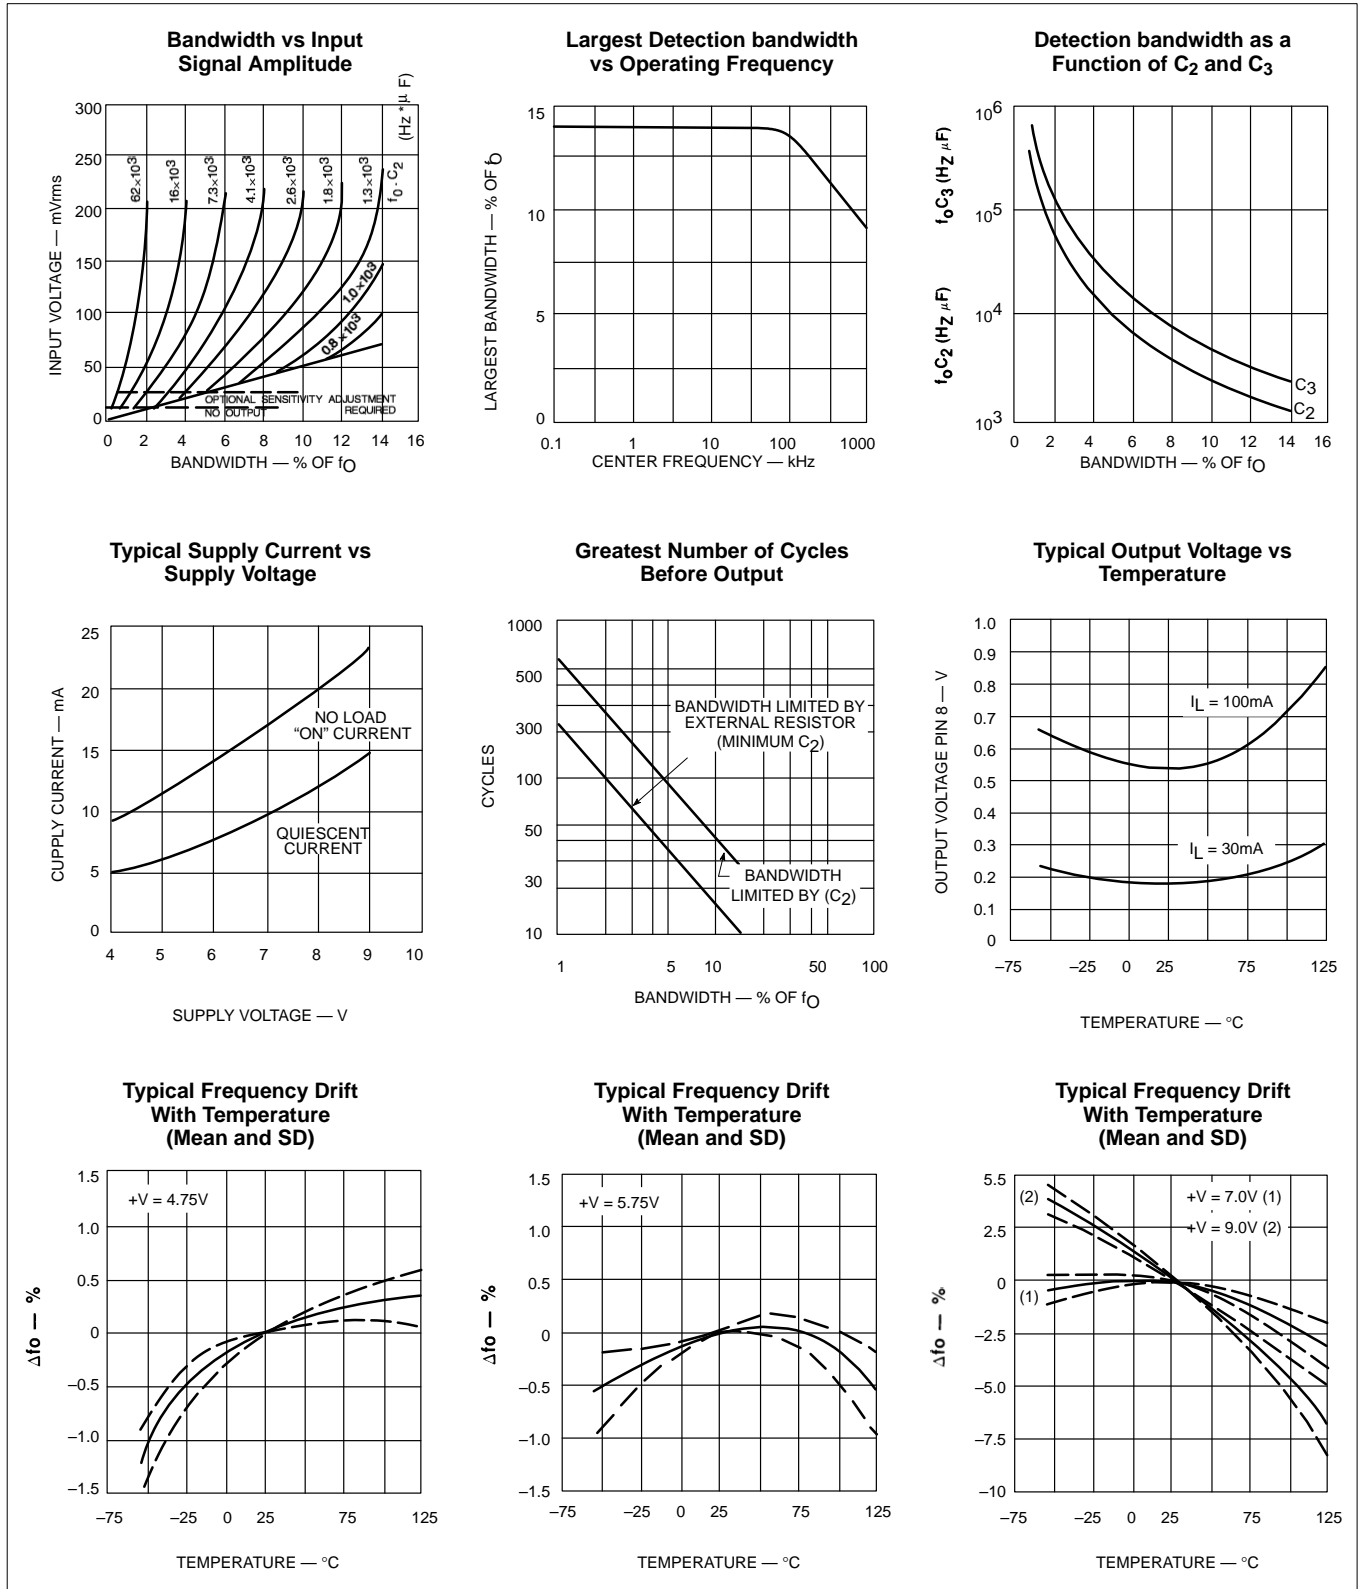 Bandwidth vs Input
Signal Amplitude
300
250
200
150
100
50
0
INPUT VOLTAGE — mVrms
62×10³
16×10³
7.3×10³
4.1×10³
2.6×10³
1.8×10³
1.3×10³
f₀ · C₂
(Hz * μ F)
1.0 ×10³
0.8 ×10³
OPTIONAL SENSITIVITY ADJUSTMENT
REQUIRED
NO OUTPUT
0 2 4 6 8 10 12 14 16
BANDWIDTH — % OF fO
Largest Detection bandwidth
vs Operating Frequency
15
10
5
0
LARGEST BANDWIDTH — % OF fO
0.1 1 10 100 1000
CENTER FREQUENCY — kHz
Detection bandwidth as a
Function of C₂ and C₃
10⁶
10⁵
10⁴
10³
foC₃ (HZ μF)
foC₂ (HZ μF)
C₃
C₂
0 2 4 6 8 10 12 14 16
BANDWIDTH — % OF fO
Typical Supply Current vs
Supply Voltage
25
20
15
10
5
0
CUPPLY CURRENT — mA
NO LOAD
“ON” CURRENT
QUIESCENT
CURRENT
4 5 6 7 8 9 10
SUPPLY VOLTAGE — V
Greatest Number of Cycles
Before Output
1000
500
300
100
50
30
10
CYCLES
BANDWIDTH LIMITED BY
EXTERNAL RESISTOR
(MINIMUM C₂)
BANDWIDTH
LIMITED BY (C₂)
1 5 10 50 100
BANDWIDTH — % OF fO
Typical Output Voltage vs
Temperature
1.0
0.9
0.8
0.7
0.6
0.5
0.4
0.3
0.2
0.1
0
OUTPUT VOLTAGE PIN 8 — V
IL = 100mA
IL = 30mA
–75 –25 0 25 75 125
TEMPERATURE — °C
Typical Frequency Drift
With Temperature
(Mean and SD)
1.5
1.0
0.5
0
–0.5
–1.0
–1.5
Δfo — %
+V = 4.75V
–75 –25 0 25 75 125
TEMPERATURE — °C
Typical Frequency Drift
With Temperature
(Mean and SD)
1.5
1.0
0.5
0
–0.5
–1.0
–1.5
Δfo — %
+V = 5.75V
–75 –25 0 25 75 125
TEMPERATURE — °C
Typical Frequency Drift
With Temperature
(Mean and SD)
5.5
2.5
0
–2.5
–5.0
–7.5
–10
Δfo — %
(2)
(1)
+V = 7.0V (1)
+V = 9.0V (2)
–75 –25 0 25 75 125
TEMPERATURE — °C